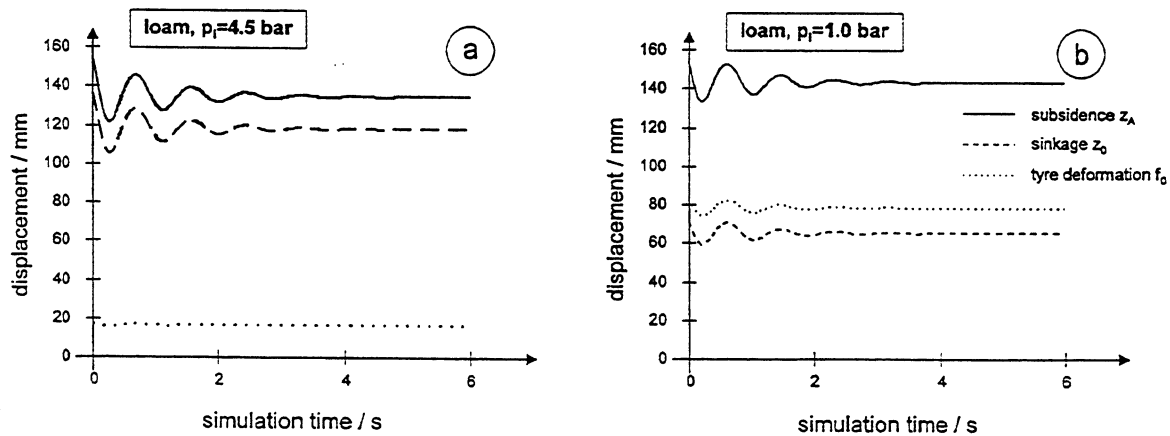 loam, pi=4.5 bar
a
displacement / mm
160
140
120
100
80
60
40
20
0
0
2
4
6
simulation time / s
loam, pi=1.0 bar
b
displacement / mm
160
140
120
100
80
60
40
20
0
0
2
4
6
simulation time / s
subsidence zA
sinkage z0
tyre deformation f0